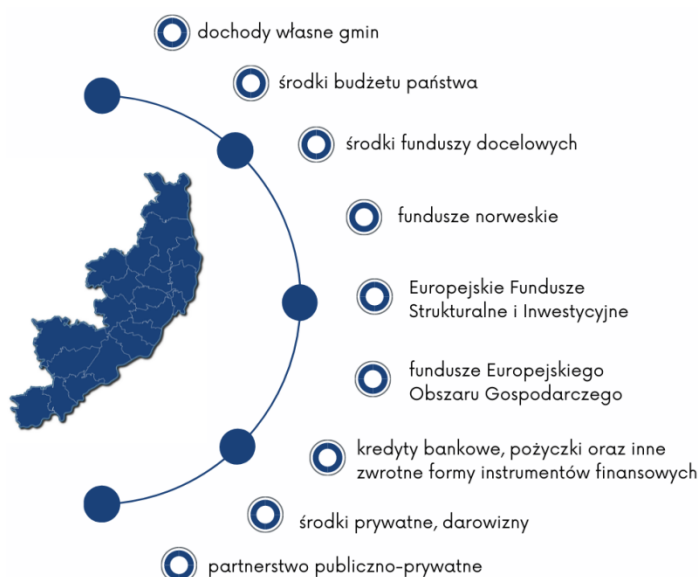 dochody własne gmin
środki budżetu państwa
środki funduszy docelowych
fundusze norweskie
Europejskie Fundusze
Strukturalne i Inwestycyjne
fundusze Europejskiego
Obszaru Gospodarczego
kredyty bankowe, pożyczki oraz inne
zwrotne formy instrumentów finansowych
środki prywatne, darowizny
partnerstwo publiczno-prywatne